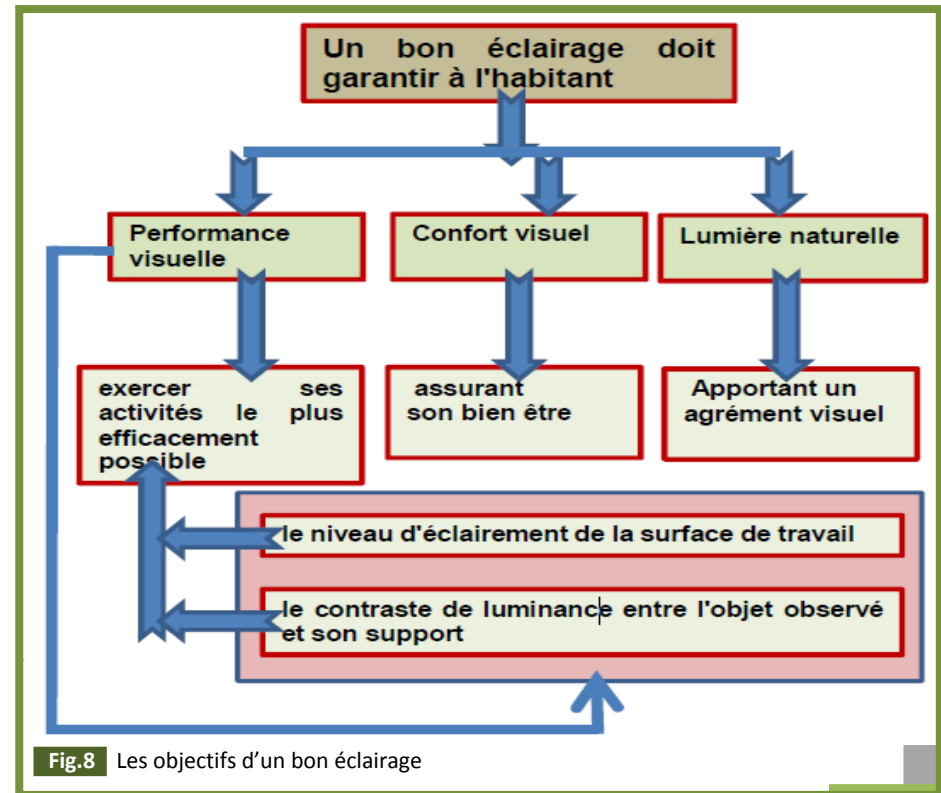 Un bon éclairage doit
garantir à l'habitant
Performance
visuelle
Confort visuel
Lumière naturelle
exercer ses
activités le plus
efficacement
possible
assurant
son bien être
Apportant un
agrément visuel
le niveau d'éclairement de la surface de travail
le contraste de luminance entre l'objet observé
et son support
Fig.8 Les objectifs d’un bon éclairage